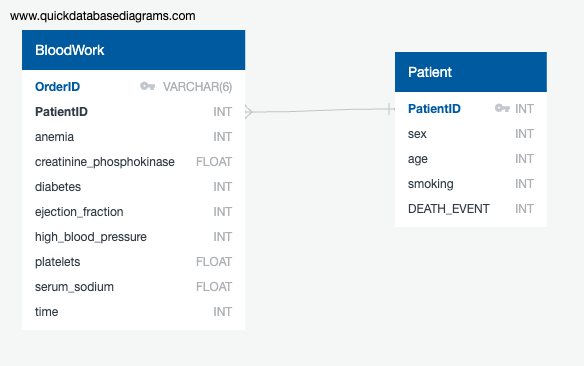 www.quickdatabasediagrams.com
BloodWork
OrderID VARCHAR(6)
PatientID INT
anemia INT
creatinine_phosphokinase FLOAT
diabetes INT
ejection_fraction INT
high_blood_pressure INT
platelets FLOAT
serum_sodium FLOAT
time INT
Patient
PatientID INT
sex INT
age INT
smoking INT
DEATH_EVENT INT